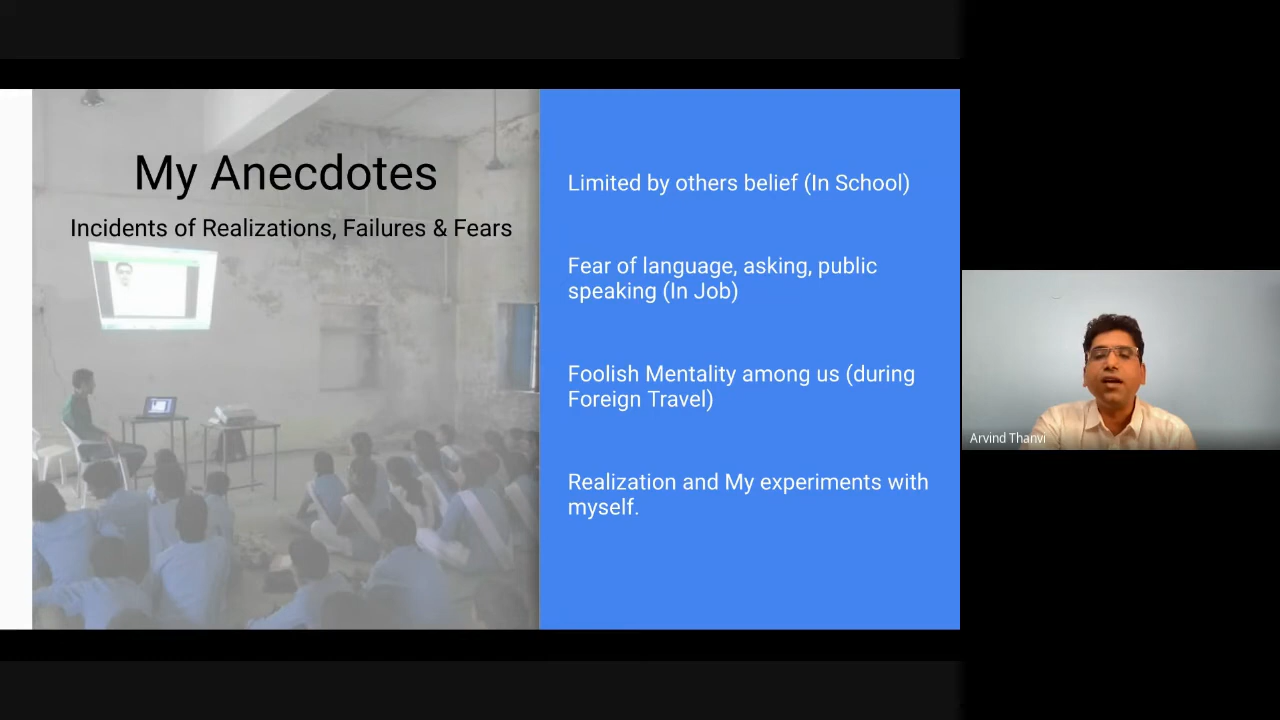 My Anecdotes
Incidents of Realizations, Failures & Fears
Limited by others belief (In School)
Fear of language, asking, public
speaking (In Job)
Foolish Mentality among us (during
Foreign Travel)
Realization and My experiments with
myself.
Arvind Thanvi